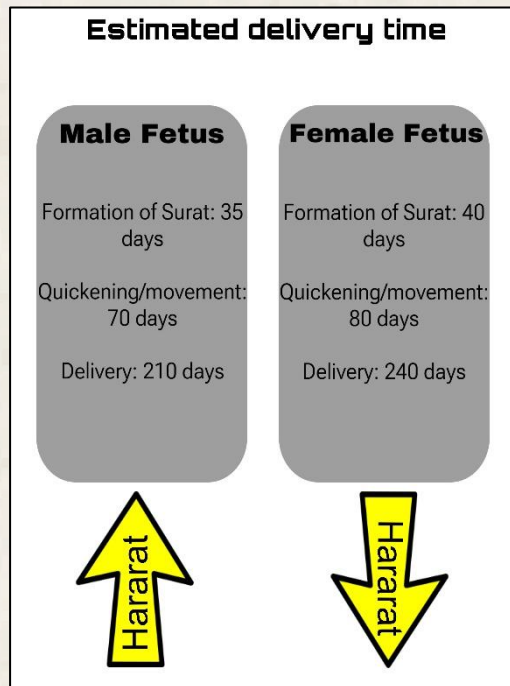 Estimated delivery time
Male Fetus
Formation of Surat: 35
days
Quickening/movement:
70 days
Delivery: 210 days
Female Fetus
Formation of Surat: 40
days
Quickening/movement:
80 days
Delivery: 240 days
Hararat
Hararat